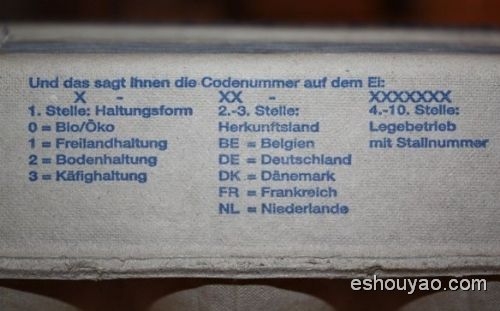 Und das sagt Ihnen die Codenummer auf dem Ei:
X - XX - XXXXXXX
1. Stelle: Haltungsform 2.-3. Stelle: 4.-10. Stelle:
0 = Bio/Öko Herkunftsland Legebetrieb
1 = Freilandhaltung BE = Belgien mit Stallnummer
2 = Bodenhaltung DE = Deutschland
3 = Käfighaltung DK = Dänemark
FR = Frankreich
NL = Niederlande
eshouyao.com